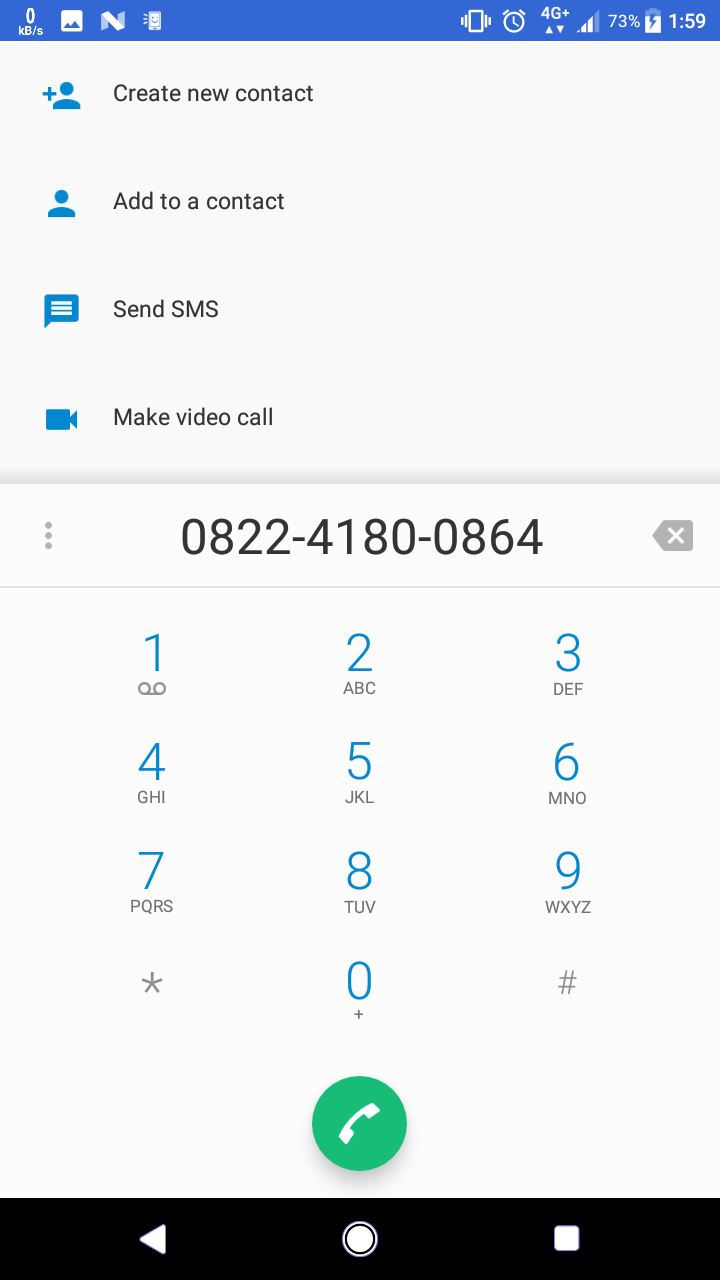 0 kB/s 4G+ 73% 1:59
Create new contact
Add to a contact
Send SMS
Make video call
0822-4180-0864
1 2 3
ABC DEF
4 5 6
GHI JKL MNO
7 8 9
PQRS TUV WXYZ
* 0 #
+